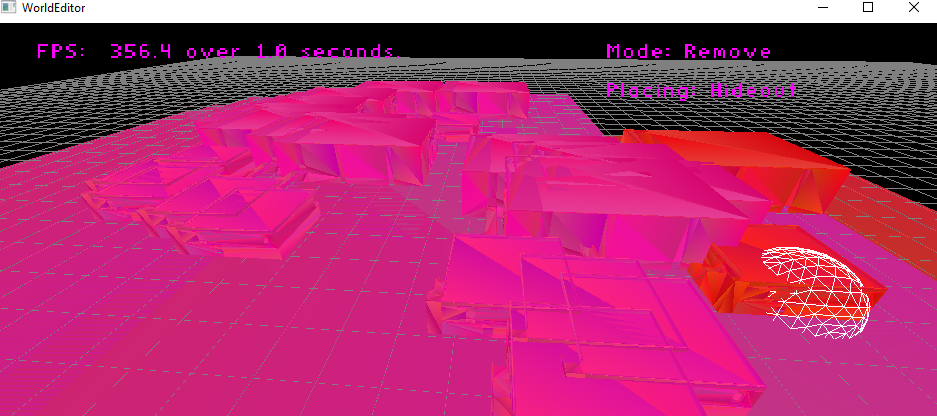 WorldEditor
FPS:  356.4 over 1.0 seconds.
Mode: Remove
Placing: Hideout